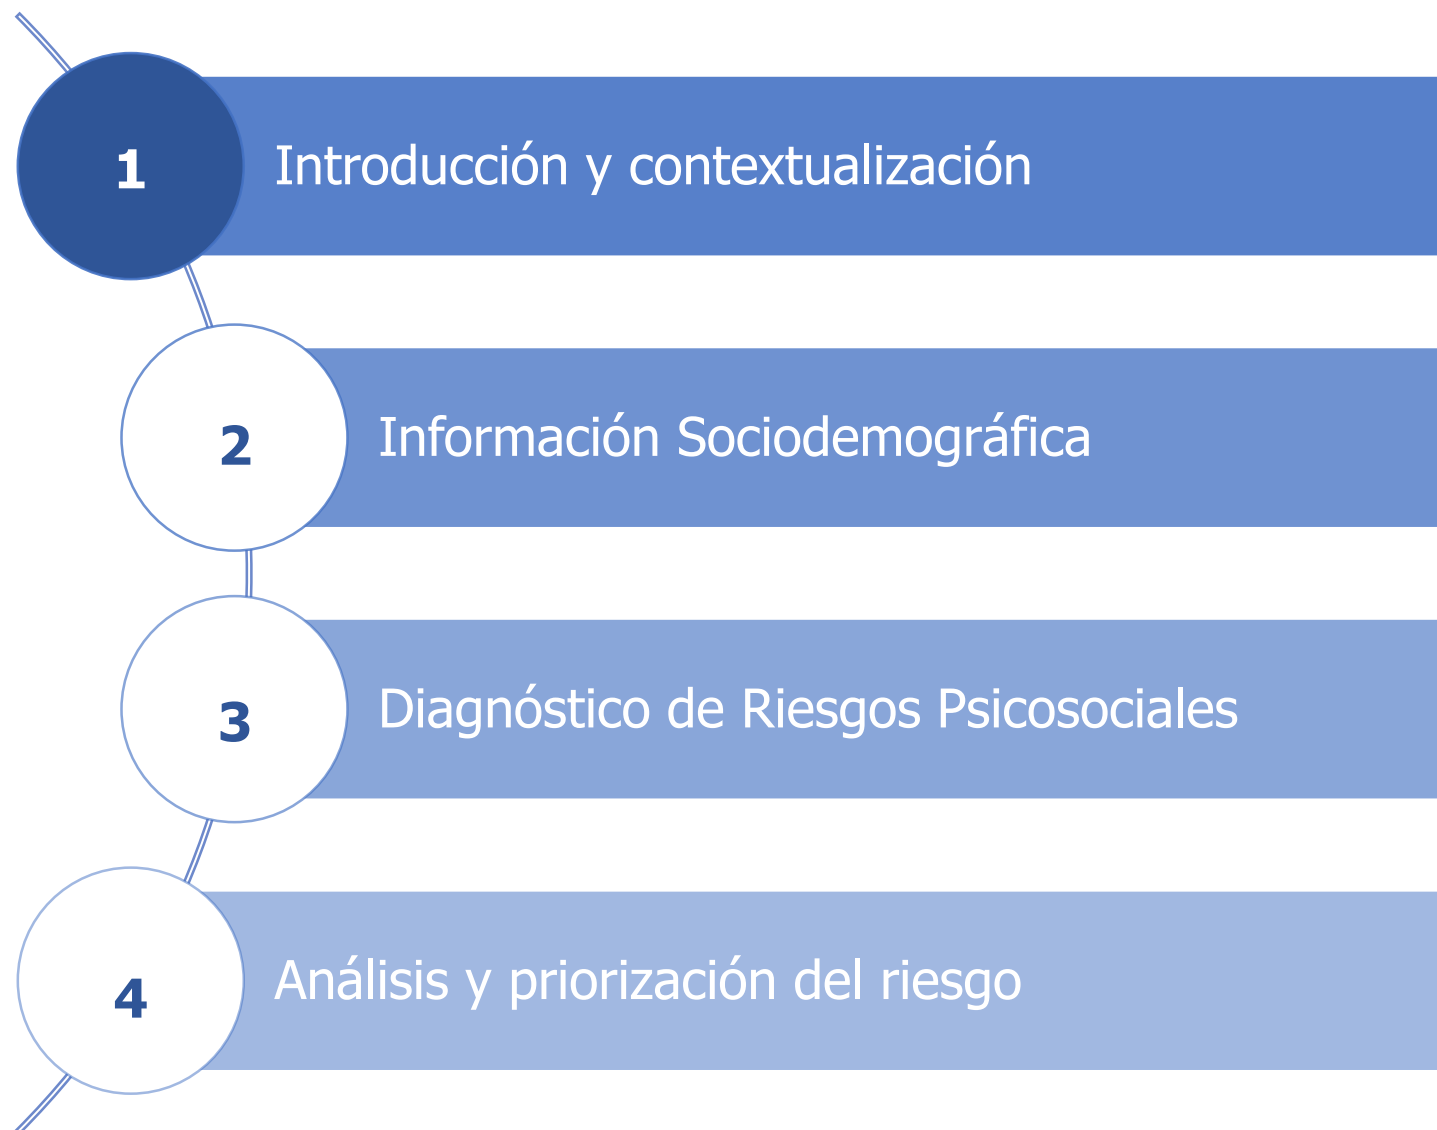 1
Introducción y contextualización
2
Información Sociodemográfica
3
Diagnóstico de Riesgos Psicosociales
4
Análisis y priorización del riesgo